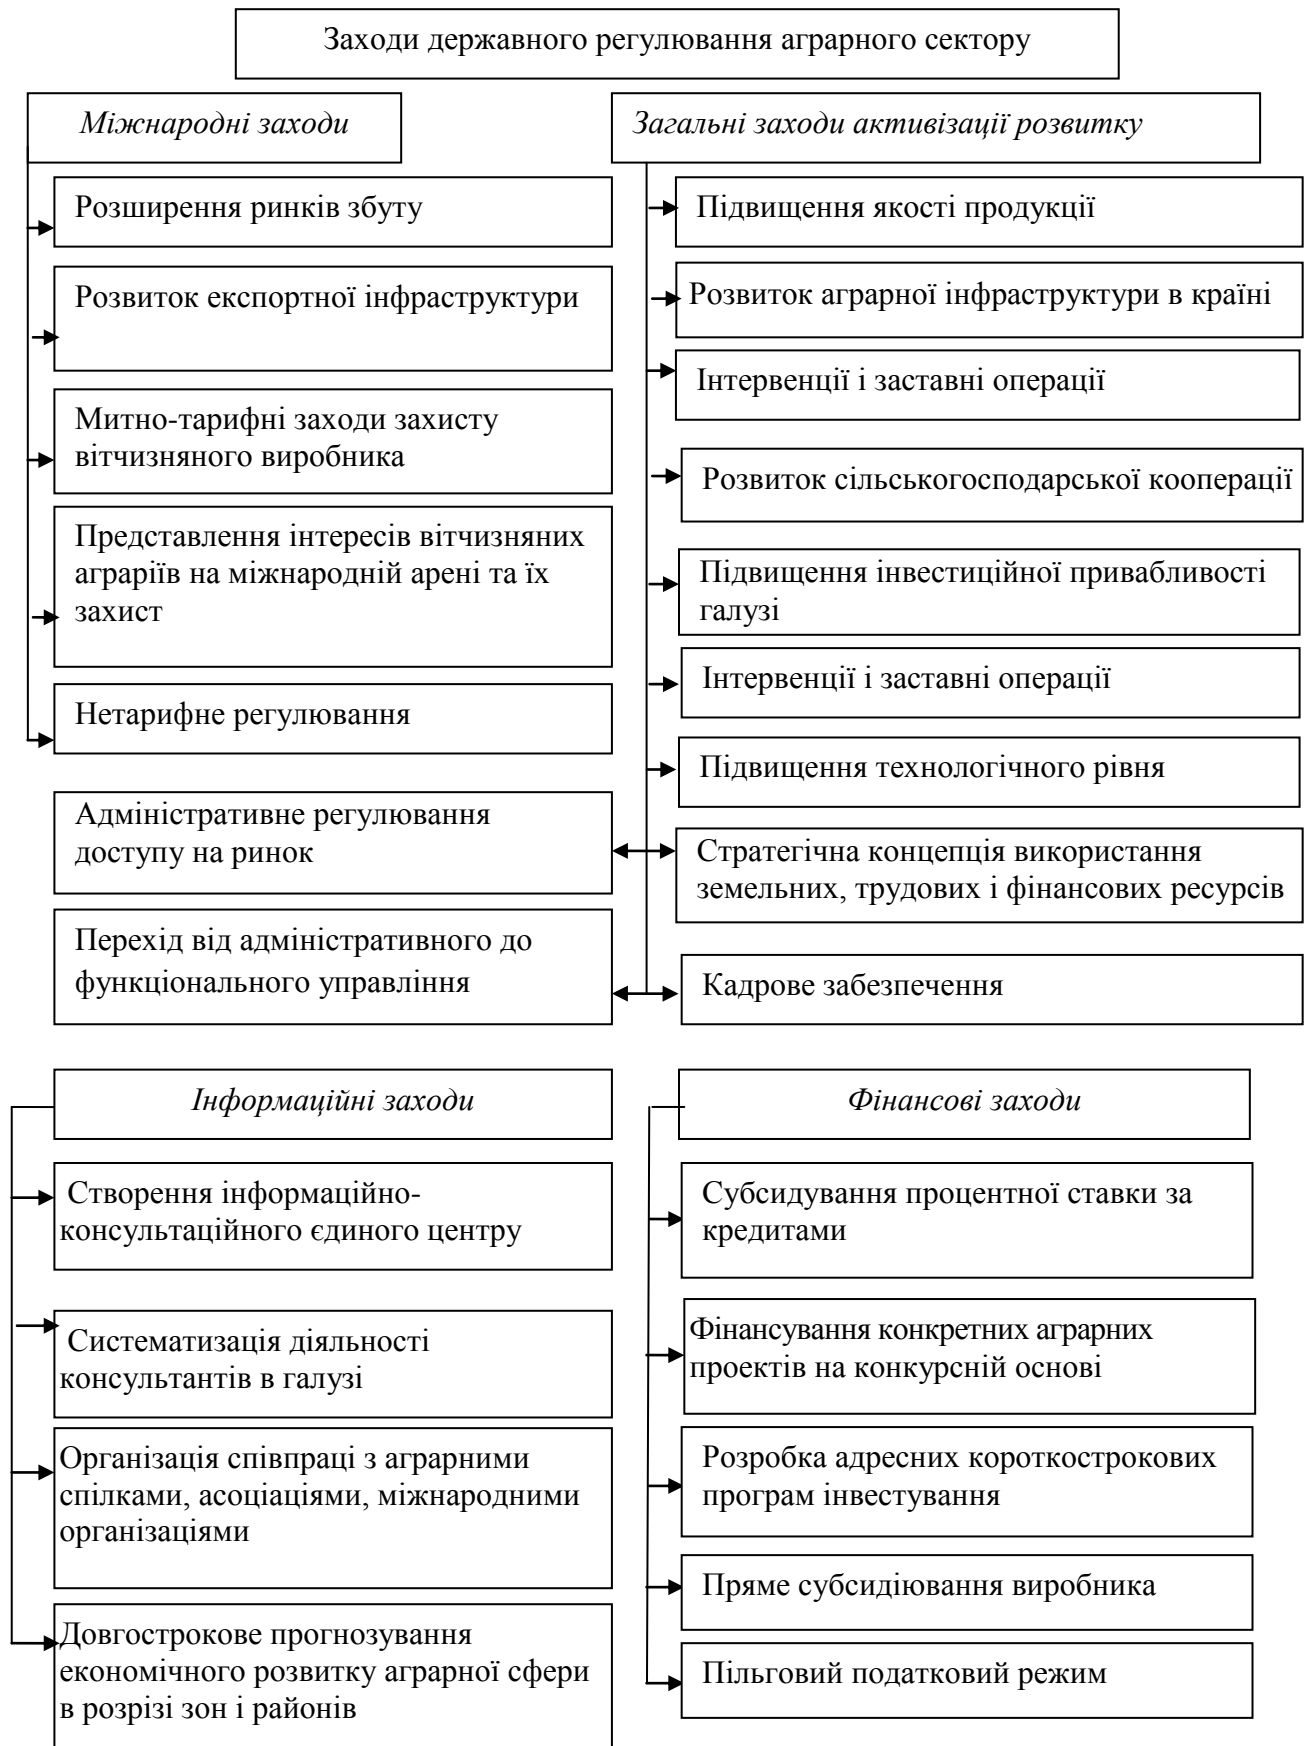 Заходи державного регулювання аграрного сектору
Міжнародні заходи
Розширення ринків збуту
Розвиток експортної інфраструктури
Митно-тарифні заходи захисту
вітчизняного виробника
Представлення інтересів вітчизняних
аграріїв на міжнародній арені та їх
захист
Нетарифне регулювання
Загальні заходи активізації розвитку
Підвищення якості продукції
Розвиток аграрної інфраструктури в країні
Інтервенції і заставні операції
Розвиток сільськогосподарської кооперації
Підвищення інвестиційної привабливості
галузі
Інтервенції і заставні операції
Підвищення технологічного рівня
Адміністративне регулювання
доступу на ринок
Стратегічна концепція використання
земельних, трудових і фінансових ресурсів
Перехід від адміністративного до
функціонального управління
Кадрове забезпечення
Інформаційні заходи
Створення інформаційно-
консультаційного єдиного центру
Систематизація діяльності
консультантів в галузі
Організація співпраці з аграрними
спілками, асоціаціями, міжнародними
організаціями
Довгострокове прогнозування
економічного розвитку аграрної сфери
в розрізі зон і районів
Фінансові заходи
Субсидування процентної ставки за
кредитами
Фінансування конкретних аграрних
проектів на конкурсній основі
Розробка адресних короткострокових
програм інвестування
Пряме субсидіювання виробника
Пільговий податковий режим